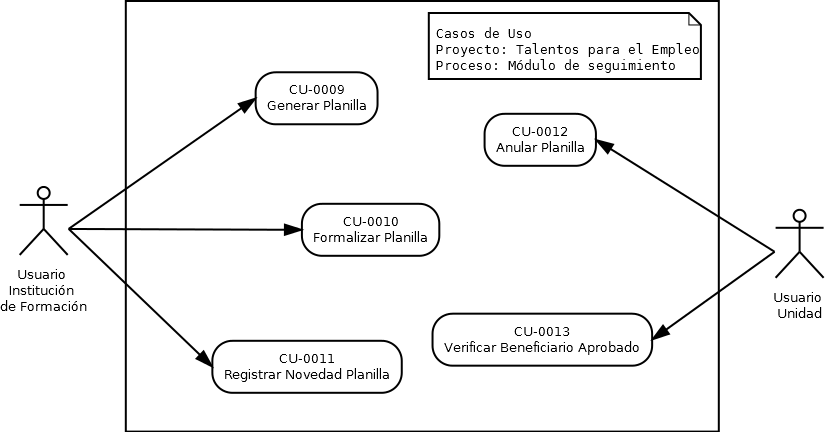 Casos de Uso
Proyecto: Talentos para el Empleo
Proceso: Módulo de seguimiento
CU-0009
Generar Planilla
CU-0012
Anular Planilla
CU-0010
Formalizar Planilla
Usuario
Institución
de Formación
Usuario
Unidad
CU-0013
Verificar Beneficiario Aprobado
CU-0011
Registrar Novedad Planilla